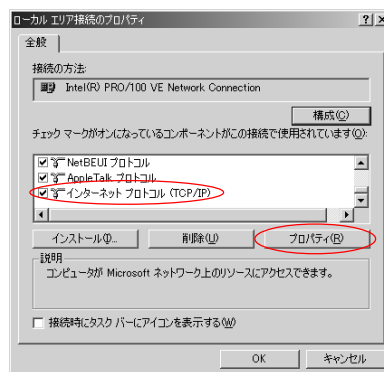 ローカル エリア接続のプロパティ
全般
接続の方法:
Intel(R) PRO/100 VE Network Connection
構成(C)
チェック マークがオンになっているコンポーネントがこの接続で使用されています(O):
NetBEUI プロトコル
AppleTalk プロトコル
インターネット プロトコル (TCP/IP)
インストール(I)...
削除(U)
プロパティ(R)
説明
コンピュータが Microsoft ネットワーク上のリソースにアクセスできます。
接続時にタスク バーにアイコンを表示する(W)
OK
キャンセル